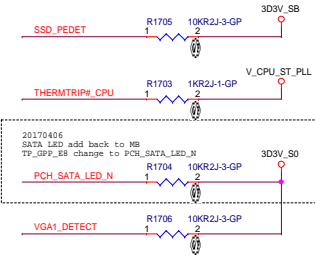 3D3V_SB
R1705 10KR2J-3-GP
SSD_PEDET
1 2
V_CPU_ST_PLL
R1703 1KR2J-1-GP
THERMTRIP#_CPU
1 2
20170406
SATA LED add back to MB
TP_GPP_E8 change to PCH_SATA_LED_N
3D3V_S0
R1704 10KR2J-3-GP
PCH_SATA_LED_N
1 2
R1706 10KR2J-3-GP
VGA1_DETECT
1 2